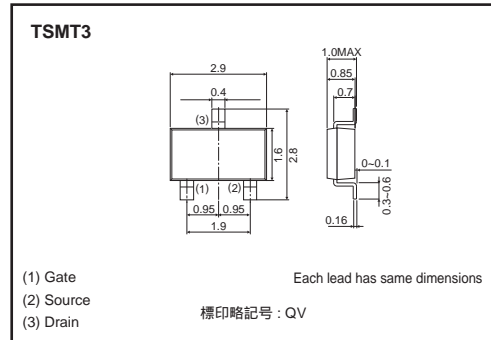 TSMT3
1.0MAX
2.9
0.85
0.4
0.7
(3)
1.6
2.8
0~0.1
(1)
(2)
0.3~0.6
0.95
0.95
0.16
1.9
(1) Gate
Each lead has same dimensions
(2) Source
標印略記号 : QV
(3) Drain